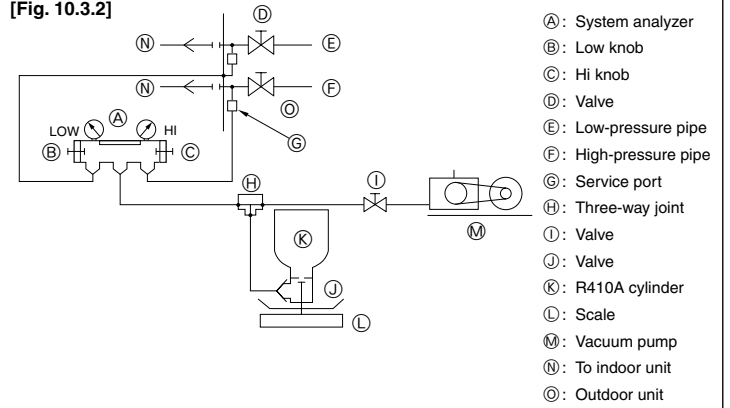 [Fig. 10.3.2]
Ⓓ
Ⓝ Ⓔ
Ⓝ Ⓕ
Ⓞ
LOW Ⓐ HI
Ⓑ Ⓒ
Ⓖ
Ⓗ Ⓘ
Ⓚ Ⓜ
Ⓙ
Ⓛ
Ⓐ: System analyzer
Ⓑ: Low knob
Ⓒ: Hi knob
Ⓓ: Valve
Ⓔ: Low-pressure pipe
Ⓕ: High-pressure pipe
Ⓖ: Service port
Ⓗ: Three-way joint
Ⓘ: Valve
Ⓙ: Valve
Ⓚ: R410A cylinder
Ⓛ: Scale
Ⓜ: Vacuum pump
Ⓝ: To indoor unit
Ⓞ: Outdoor unit